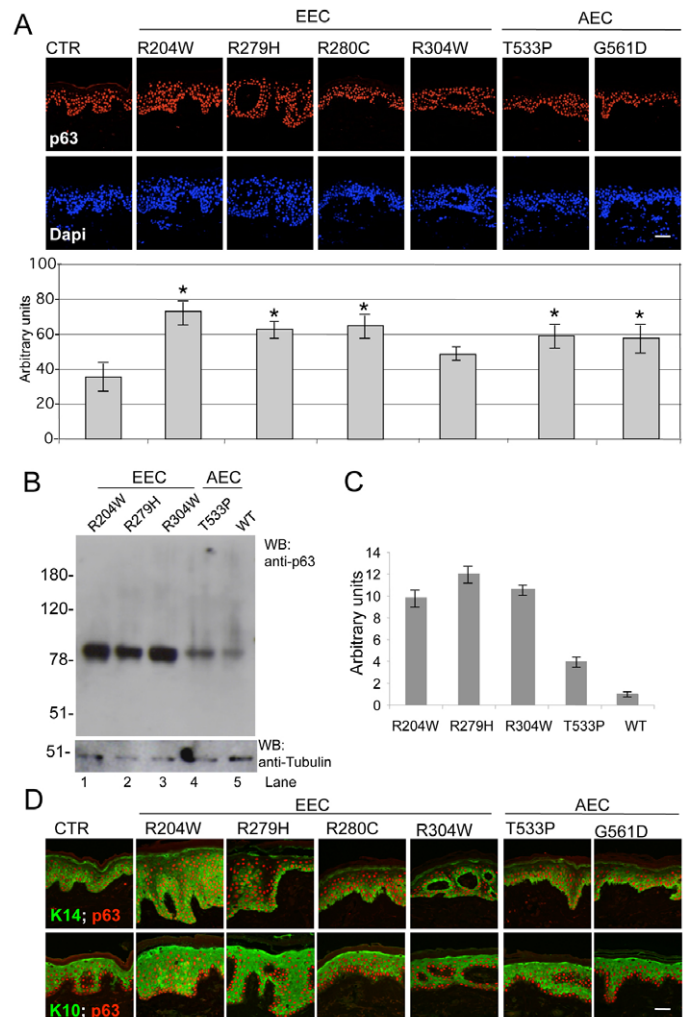 A
EEC AEC
CTR R204W R279H R280C R304W T533P G561D
p63
Dapi
100
80
60
40
20
0
Arbitrary units
* * * * *
B
EEC AEC
R204W R279H R304W T533P WT
WB:
anti-p63
180-
120-
78-
51-
51-
WB:
anti-Tubulin
1 2 3 4 5 Lane
C
14
12
10
8
6
4
2
0
Arbitrary units
R204W R279H R304W T533P WT
D
EEC AEC
CTR R204W R279H R280C R304W T533P G561D
K14; p63
K10; p63